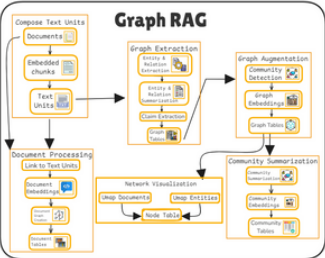 Graph RAG
Compose Text Units
Documents
Embedded
chunks
Text
Units
Graph Extraction
Entity &
Relation
Extraction
Entity &
Relation
Summarization
Claim Extraction
Graph
Tables
Graph Augmentation
Community
Detection
Graph
Embeddings
Graph Tables
Document Processing
Link to Text Units
Document
Embeddings
Document
Graph
Document
Tables
Network Visualization
Umap Documents
Umap Entities
Node Table
Community Summarization
Community
Summarization
Community
Embeddings
Community
Tables